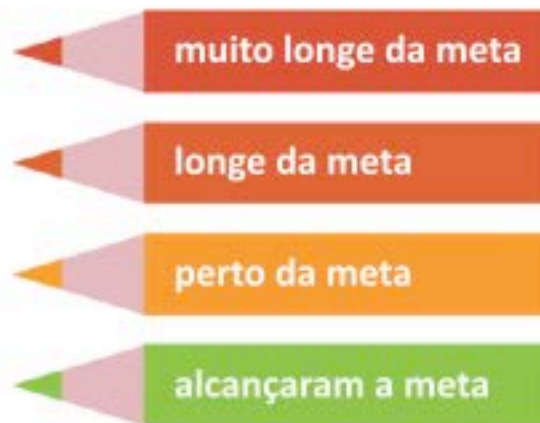 muito longe da meta
longe da meta
perto da meta
alcançaram a meta